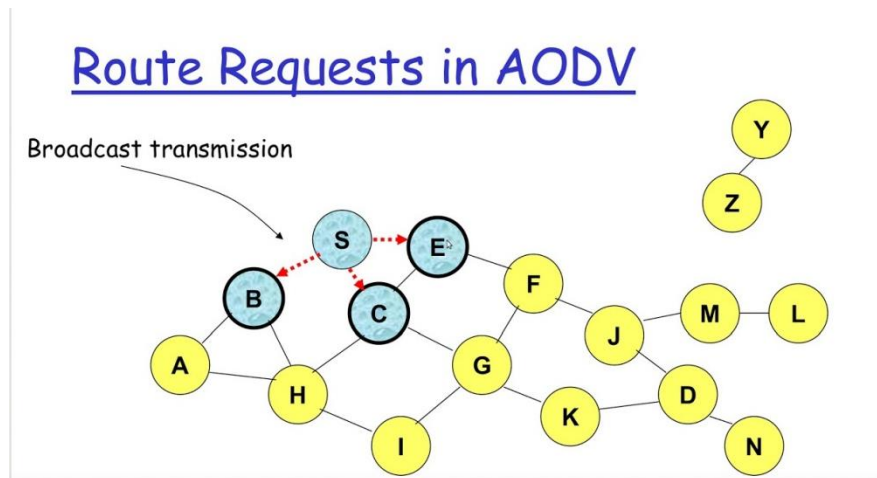 Route Requests in AODV
Y
Broadcast transmission
Z
S
E
F
B
C
M
L
J
A
G
H
D
K
I
N